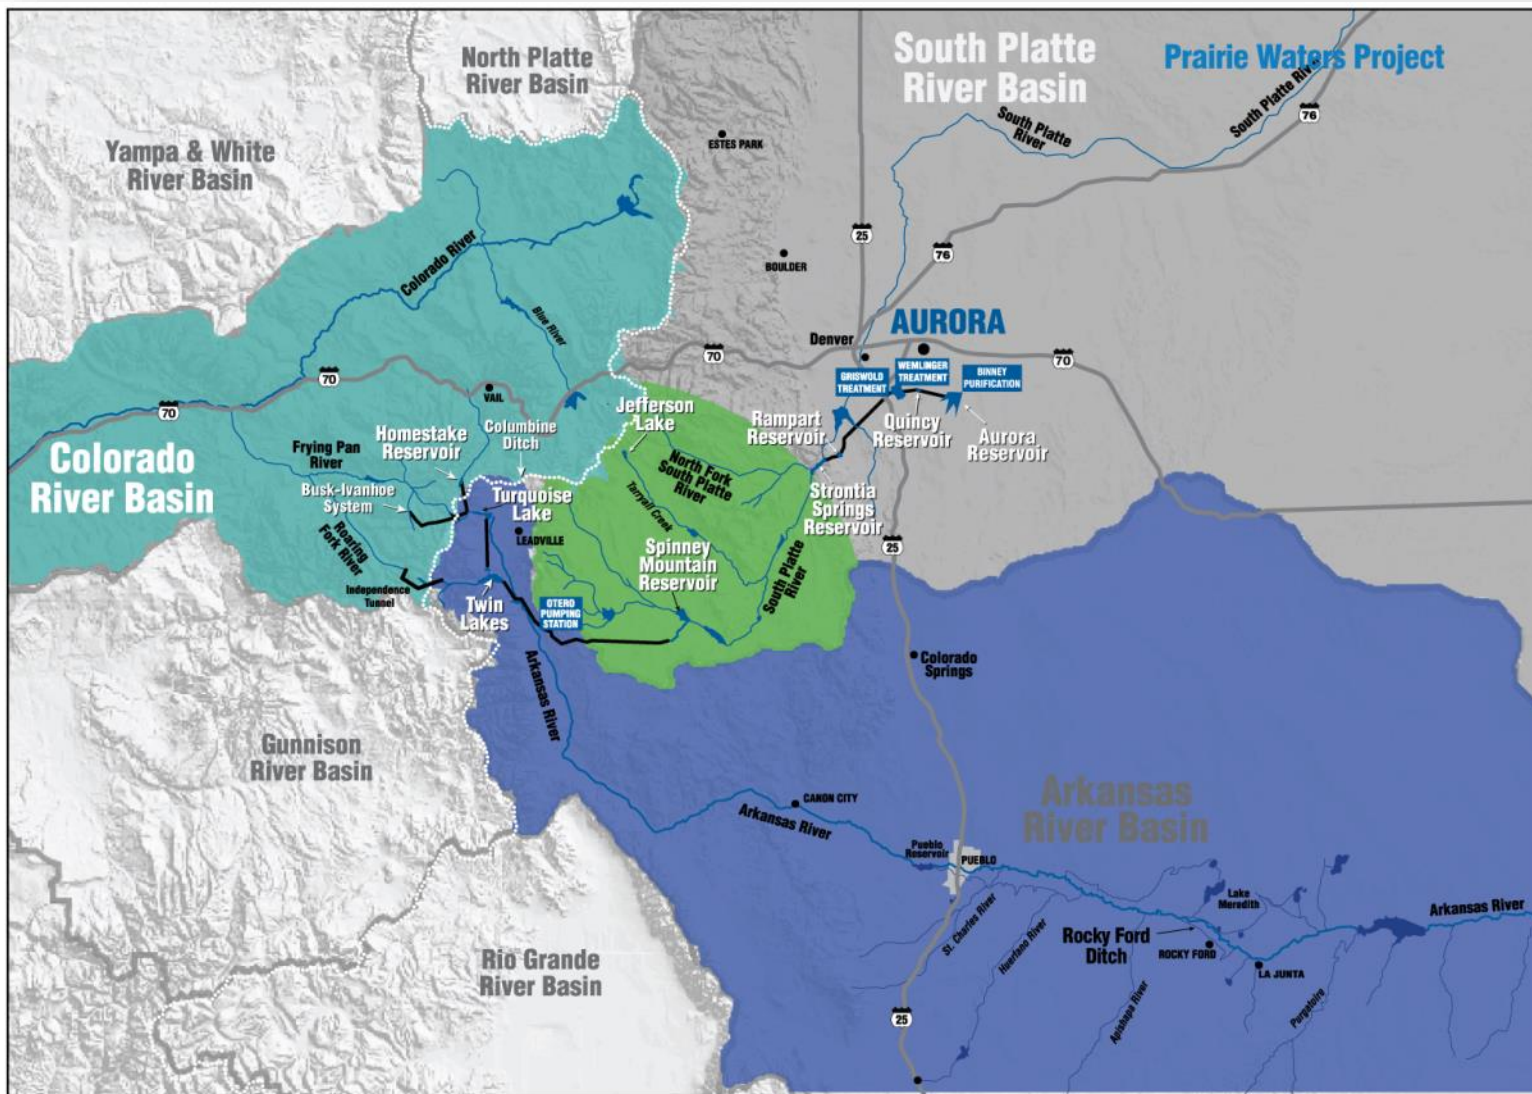 North Platte
River Basin
South Platte
River Basin
Prairie Waters Project
South Platte River
76
South Platte
River
ESTES PARK
Yampa & White
River Basin
25
76
Colorado River
BOULDER
Blue River
AURORA
Denver
70
70
70
70
WEMLINGER
TREATMENT
GRISWOLD
TREATMENT
BINNEY
PURIFICATION
VAIL
Jefferson
Lake
Columbine
Ditch
Homestake
Reservoir
Rampart
Reservoir
Quincy
Reservoir
Aurora
Reservoir
Colorado
River Basin
Frying Pan
River
Busk-Ivanhoe
System
Turquoise
Lake
North Fork
South Platte
River
Strontia
Springs
Reservoir
Tarryall Creek
LEADVILLE
Roaring
Fork River
Spinney
Mountain
Reservoir
South Platte
River
25
Independence
Tunnel
Twin
Lakes
OTERO
PUMPING
STATION
Arkansas River
Colorado
Springs
Gunnison
River Basin
Arkansas
River Basin
CANON CITY
Arkansas River
Pueblo
Reservoir
PUEBLO
Lake
Meredith
Arkansas River
St. Charles River
Huerfano River
Rocky Ford
Ditch
ROCKY FORD
LA JUNTA
Rio Grande
River Basin
Apishapa River
Purgatoire
25